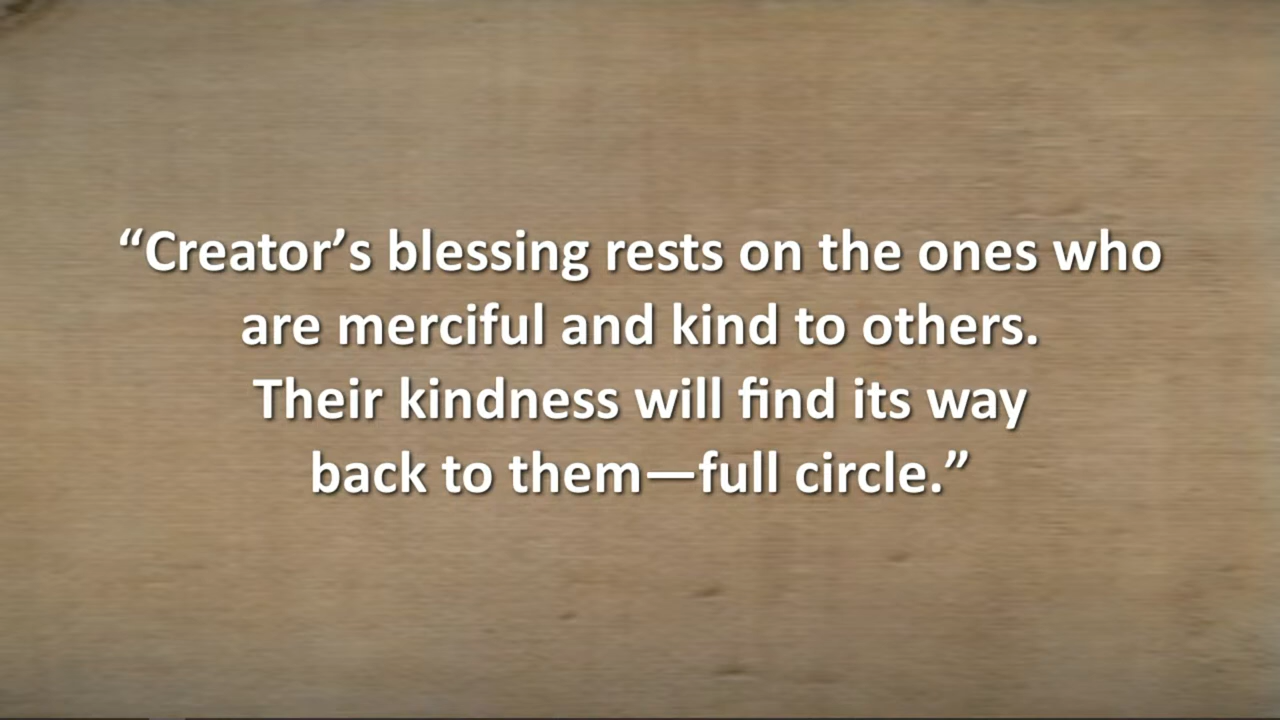 “Creator’s blessing rests on the ones who
are merciful and kind to others.
Their kindness will find its way
back to them—full circle.”